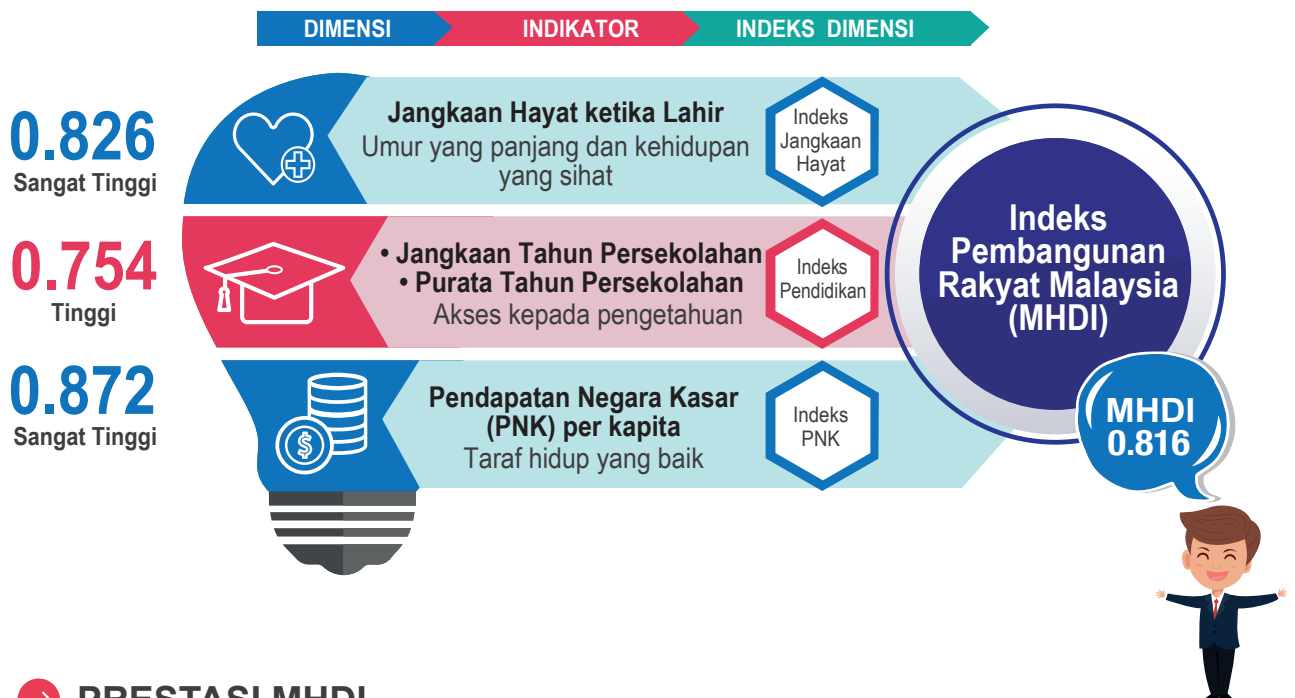 DIMENSI
INDIKATOR
INDEKS DIMENSI
0.826
Sangat Tinggi
Jangkaan Hayat ketika Lahir
Umur yang panjang dan kehidupan
yang sihat
Indeks
Jangkaan
Hayat
0.754
Tinggi
• Jangkaan Tahun Persekolahan
• Purata Tahun Persekolahan
Akses kepada pengetahuan
Indeks
Pendidikan
0.872
Sangat Tinggi
Pendapatan Negara Kasar
(PNK) per kapita
Taraf hidup yang baik
Indeks
PNK
Indeks
Pembangunan
Rakyat Malaysia
(MHDI)
MHDI
0.816
PRESTASI MHDI